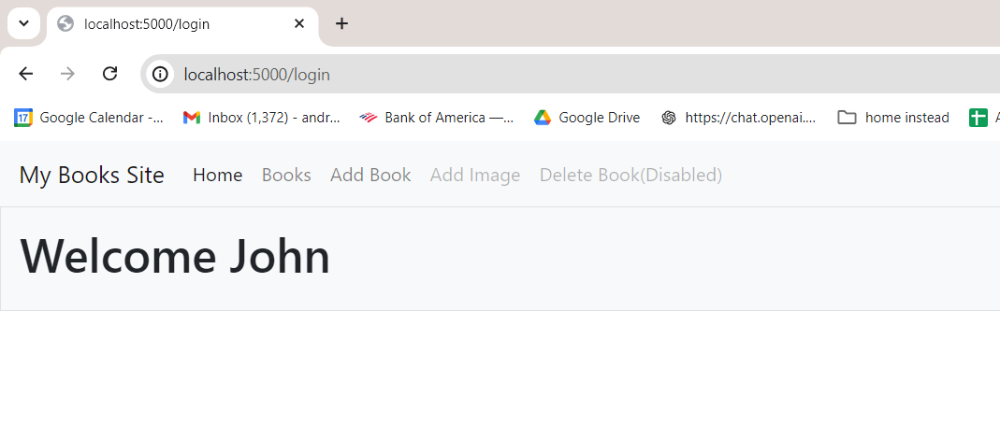 localhost:5000/login
localhost:5000/login
17 Google Calendar -... Inbox (1,372) - andr... Bank of America —... Google Drive https://chat.openai.... home instead A
My Books Site Home Books Add Book Add Image Delete Book(Disabled)
Welcome John